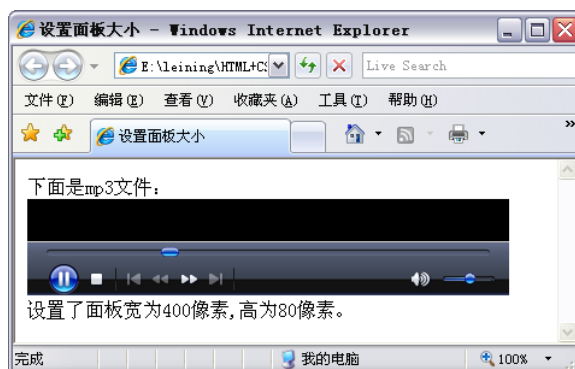 设置面板大小 - Windows Internet Explorer
E:\leining\HTML+C:
Live Search
文件(F) 编辑(E) 查看(V) 收藏夹(A) 工具(T) 帮助(H)
设置面板大小
»
下面是mp3文件:
设置了面板宽为400像素,高为80像素。
完成 我的电脑 100%